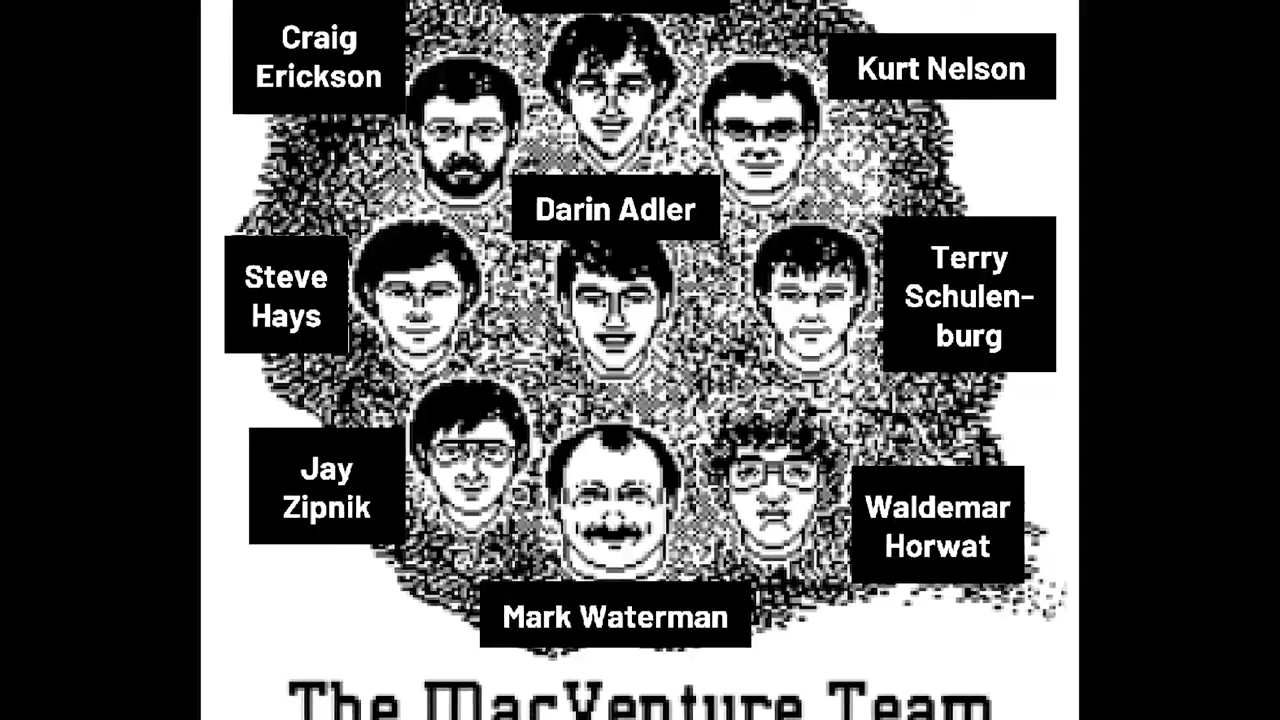 Craig
Erickson
Kurt Nelson
Darin Adler
Steve
Hays
Terry
Schulen-
burg
Jay
Zipnik
Waldemar
Horwat
Mark Waterman
The MacVenture Team